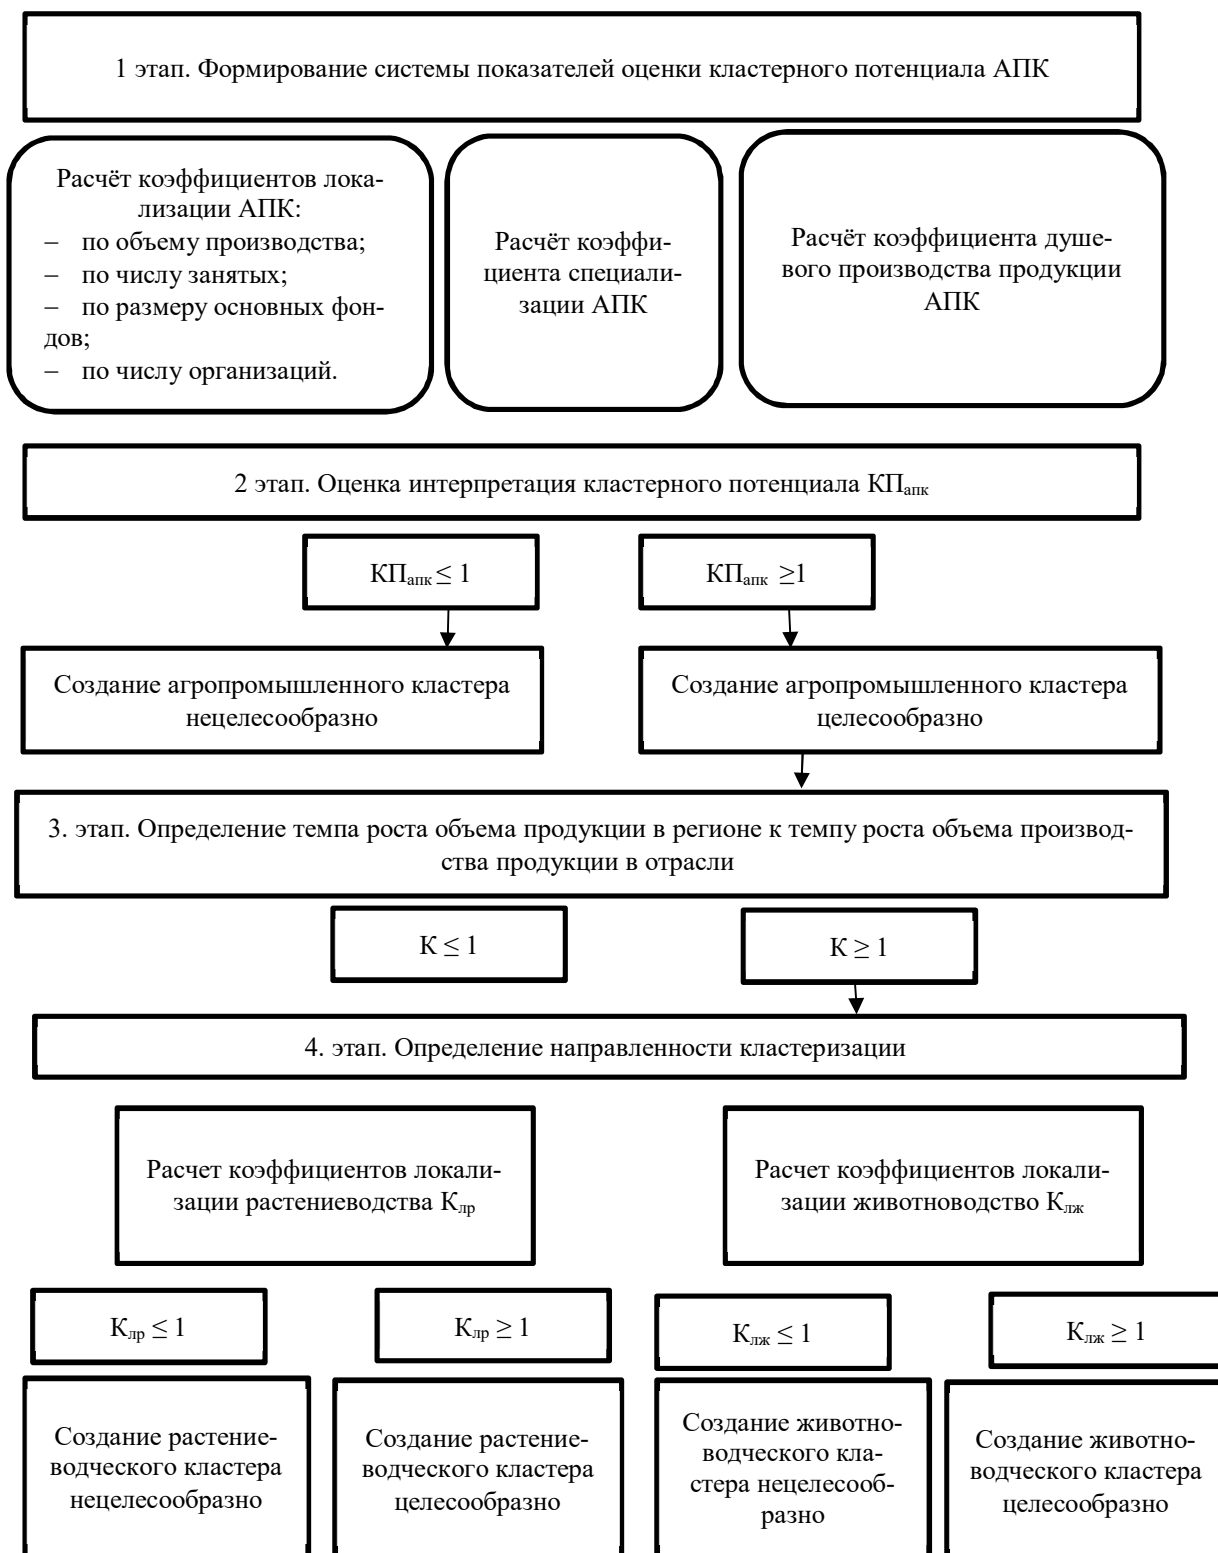 1 этап. Формирование системы показателей оценки кластерного потенциала АПК
Расчёт коэффициентов лока-
лизации АПК:
– по объему производства;
– по числу занятых;
– по размеру основных фон-
дов;
– по числу организаций.
Расчёт коэффи-
циента специали-
зации АПК
Расчёт коэффициента душе-
вого производства продукции
АПК
2 этап. Оценка интерпретация кластерного потенциала КПапк
КПапк ≤ 1
КПапк ≥1
Создание агропромышленного кластера
нецелесообразно
Создание агропромышленного кластера
целесообразно
3. этап. Определение темпа роста объема продукции в регионе к темпу роста объема производ-
ства продукции в отрасли
К ≤ 1
К ≥ 1
4. этап. Определение направленности кластеризации
Расчет коэффициентов локали-
зации растениеводства Клр
Расчет коэффициентов локали-
зации животноводство Клж
Клр ≤ 1
Клр ≥ 1
Клж ≤ 1
Клж ≥ 1
Создание растение-
водческого кластера
нецелесообразно
Создание растение-
водческого кластера
целесообразно
Создание животно-
водческого кла-
стера нецелесооб-
разно
Создание животно-
водческого кластера
целесообразно